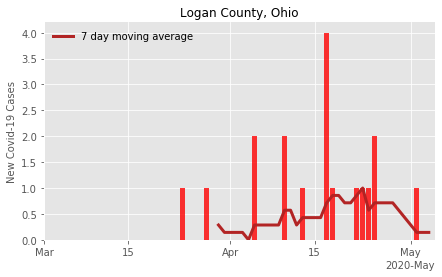 Logan County, Ohio
7 day moving average
New Covid-19 Cases
4.0
3.5
3.0
2.5
2.0
1.5
1.0
0.5
0.0
Mar 15 Apr 15 May
2020-May